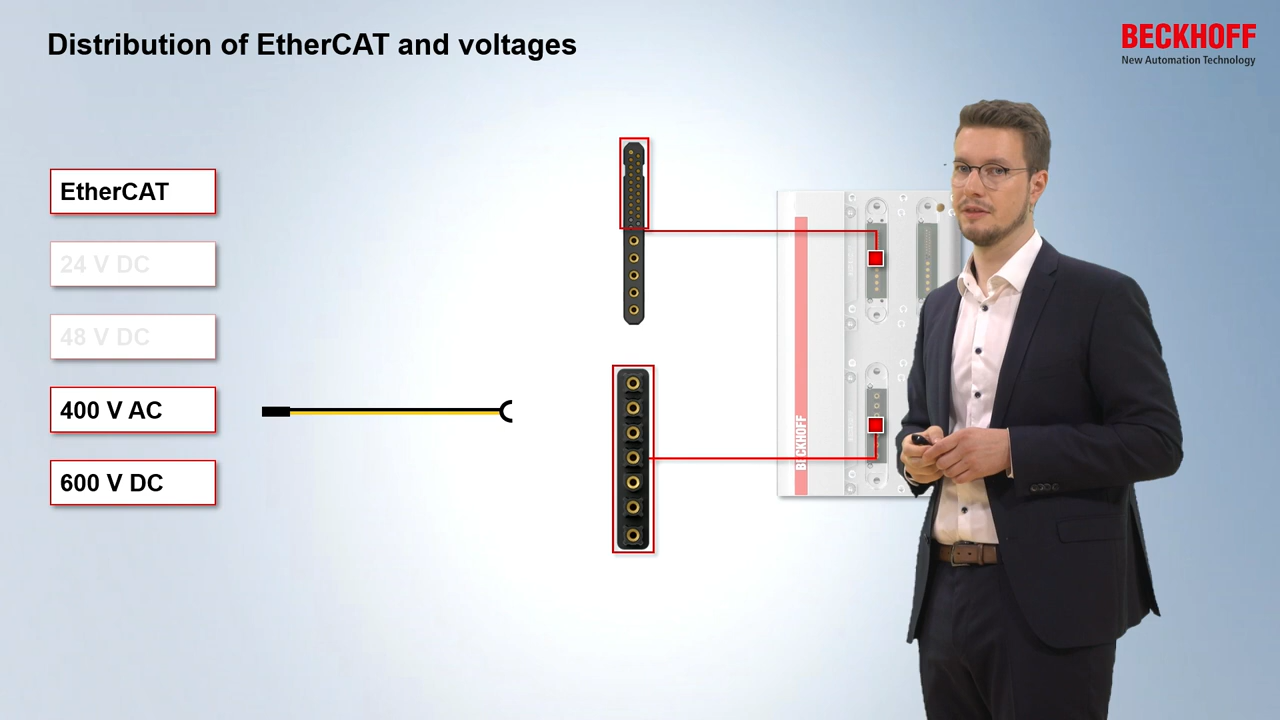 Distribution of EtherCAT and voltages
BECKHOFF
New Automation Technology
EtherCAT
24 V DC
48 V DC
400 V AC
600 V DC
BECKHOFF